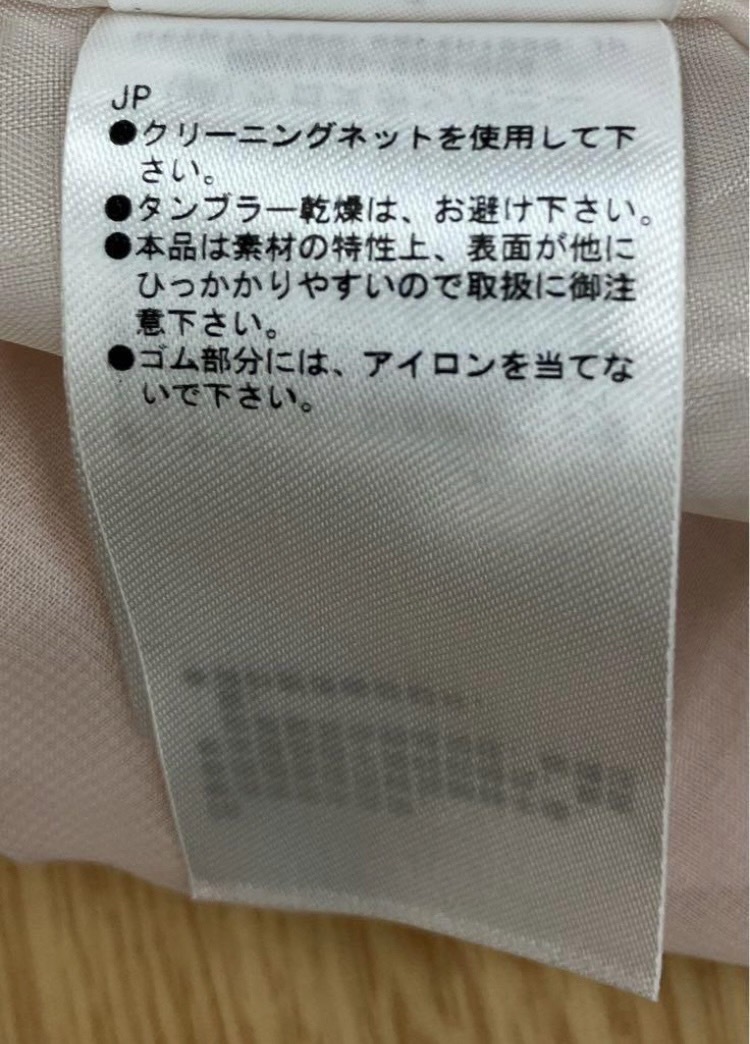 JP
●クリーニングネットを使用して下
さい。
●タンブラー乾燥は、お避け下さい。
●本品は素材の特性上、表面が他に
ひっかかりやすいので取扱に御注
意下さい。
●ゴム部分には、アイロンを当てな
いで下さい。